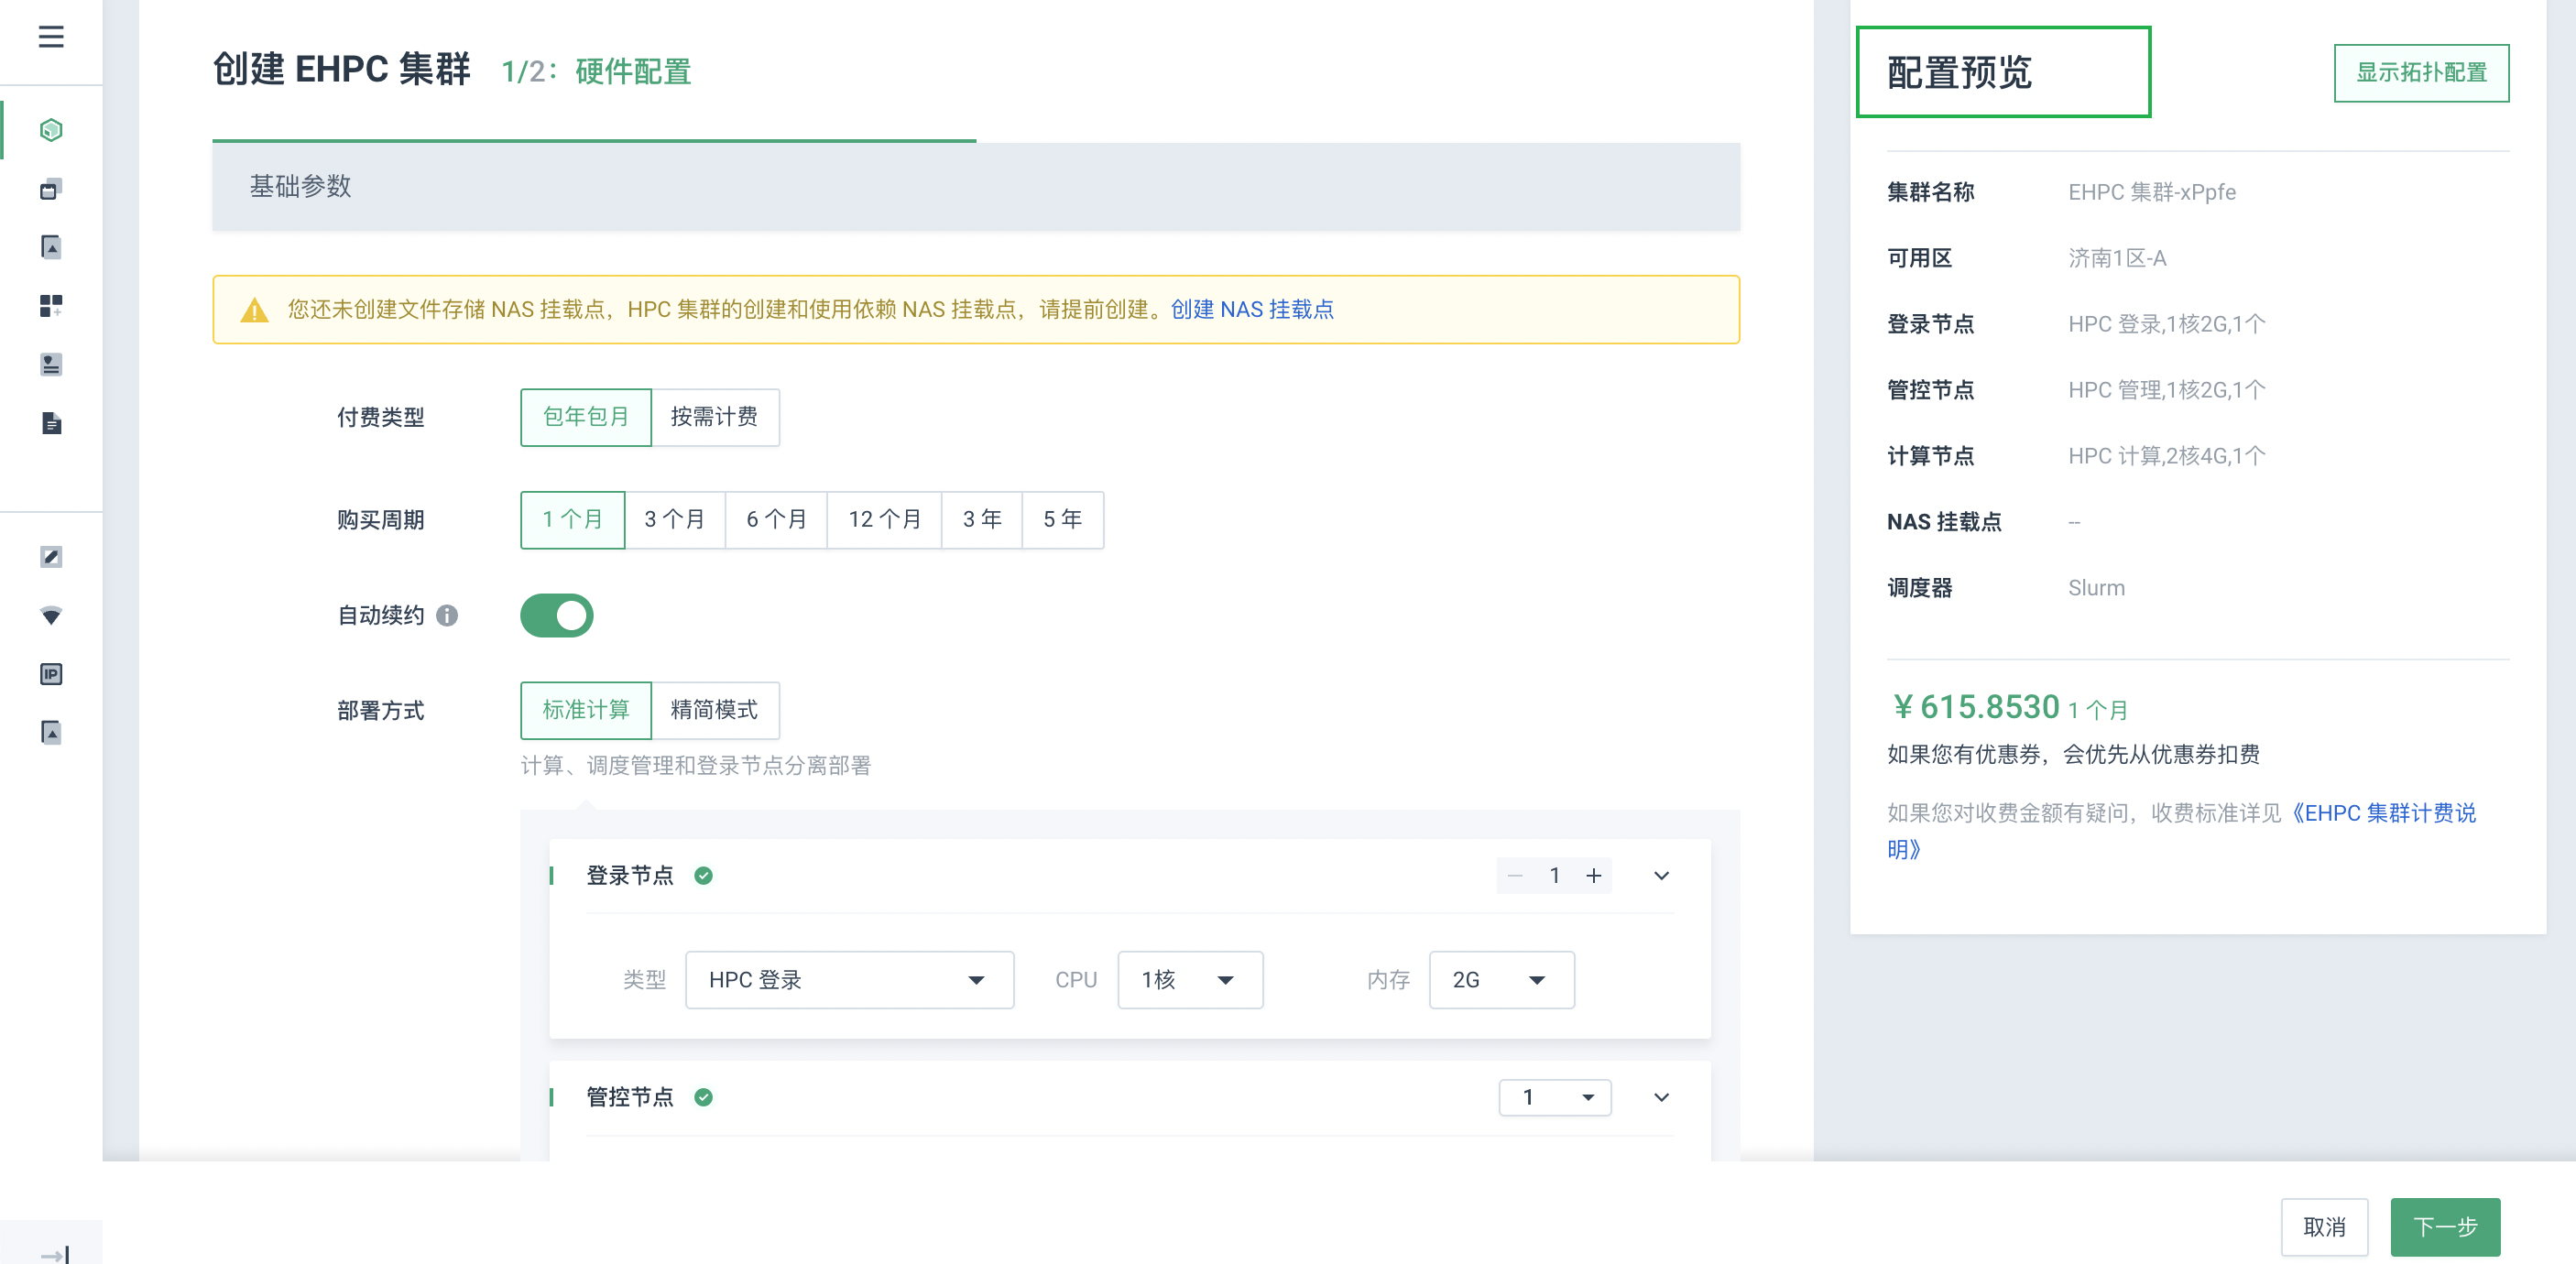 创建 EHPC 集群 1/2：硬件配置
基础参数
您还未创建文件存储 NAS 挂载点，HPC 集群的创建和使用依赖 NAS 挂载点，请提前创建。创建 NAS 挂载点
付费类型 包年包月 按需计费
购买周期 1 个月 3 个月 6 个月 12 个月 3 年 5 年
自动续约
部署方式 标准计算 精简模式
计算、调度管理和登录节点分离部署
登录节点 1
类型 HPC 登录 CPU 1核 内存 2G
管控节点 1
配置预览 显示拓扑配置
集群名称 EHPC 集群-xPpfe
可用区 济南1区-A
登录节点 HPC 登录,1核2G,1个
管控节点 HPC 管理,1核2G,1个
计算节点 HPC 计算,2核4G,1个
NAS 挂载点 --
调度器 Slurm
¥615.8530 1 个月
如果您有优惠券，会优先从优惠券扣费
如果您对收费金额有疑问，收费标准详见《EHPC 集群计费说
明》
取消 下一步
IP